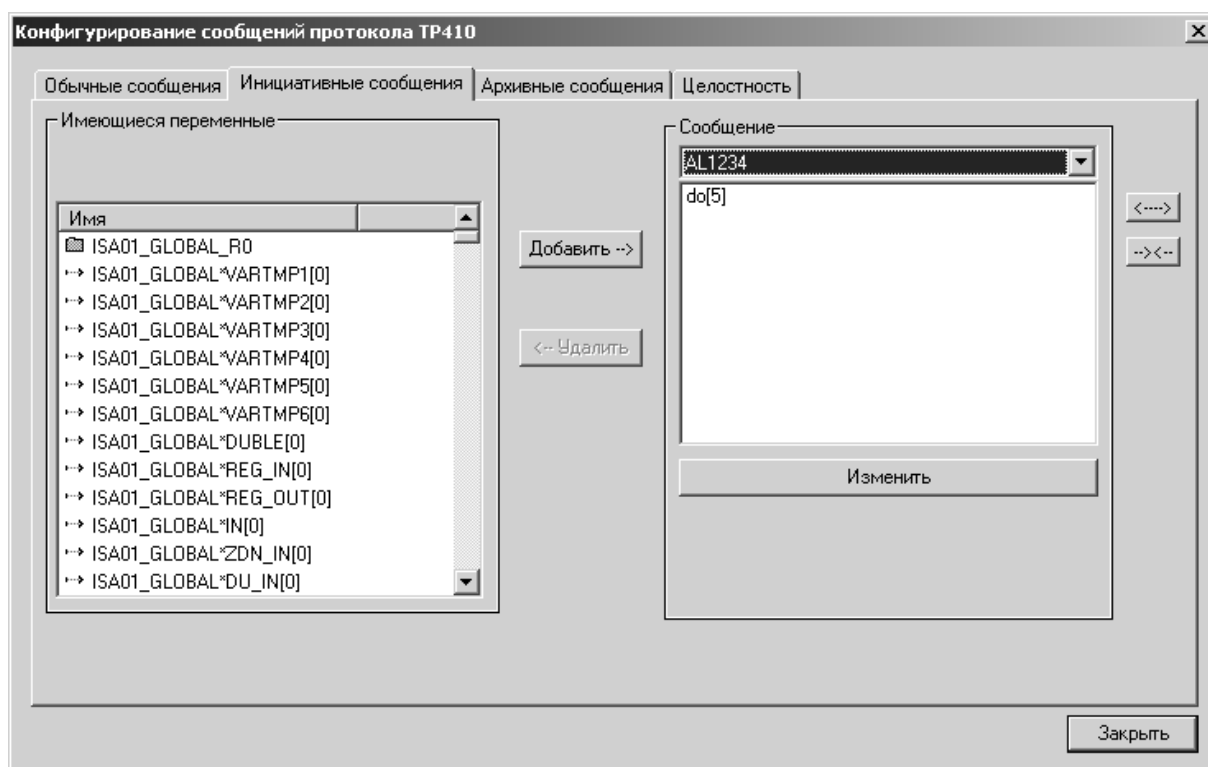 Конфигурирование сообщений протокола TP410
Обычные сообщения
Инициативные сообщения
Архивные сообщения
Целостность
Имеющиеся переменные
Имя
ISA01_GLOBAL_R0
ISA01_GLOBAL*VARTMP1[0]
ISA01_GLOBAL*VARTMP2[0]
ISA01_GLOBAL*VARTMP3[0]
ISA01_GLOBAL*VARTMP4[0]
ISA01_GLOBAL*VARTMP5[0]
ISA01_GLOBAL*VARTMP6[0]
ISA01_GLOBAL*DUBLE[0]
ISA01_GLOBAL*REG_IN[0]
ISA01_GLOBAL*REG_OUT[0]
ISA01_GLOBAL*IN[0]
ISA01_GLOBAL*ZDN_IN[0]
ISA01_GLOBAL*DU_IN[0]
Добавить -->
<-- Удалить
Сообщение
AL1234
do[5]
Изменить
<---->
--><--
Закрыть